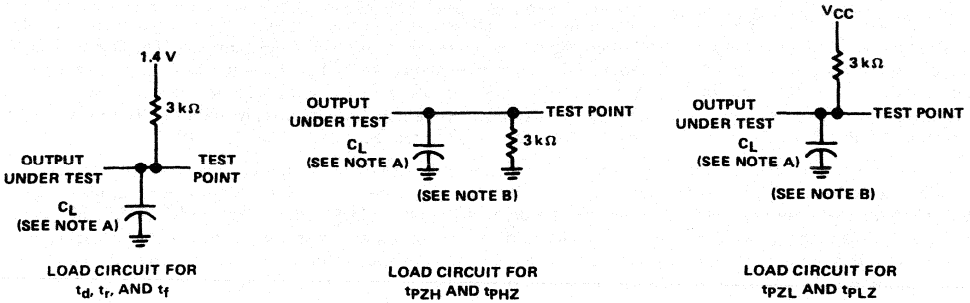 1.4 V
3 kΩ
OUTPUT
UNDER TEST
TEST
POINT
CL
(SEE NOTE A)
LOAD CIRCUIT FOR
td, tr, AND tf
OUTPUT
UNDER TEST
TEST POINT
CL
(SEE NOTE A)
3 kΩ
(SEE NOTE B)
LOAD CIRCUIT FOR
tPZH AND tPHZ
VCC
3 kΩ
OUTPUT
UNDER TEST
TEST POINT
CL
(SEE NOTE A)
(SEE NOTE B)
LOAD CIRCUIT FOR
tPZL AND tPLZ